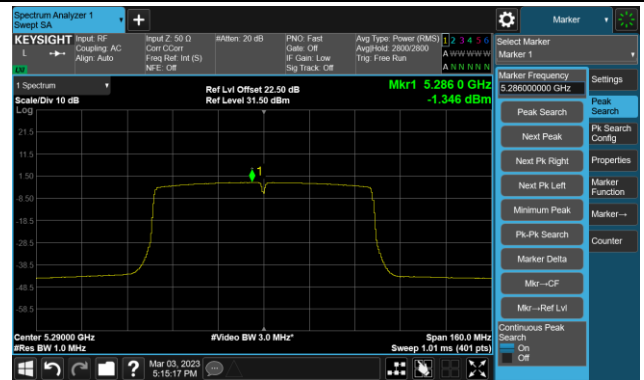 Spectrum Analyzer 1
Swept SA
Marker
KEYSIGHT
L
LW
Input: RF
Coupling: AC
Align: Auto
Input Z: 50 Ω
Corr CCorr
Freq Ref: Int (S)
NFE: Off
#Atten: 20 dB
PNO: Fast
Gate: Off
IF Gain: Low
Sig Track: Off
Avg Type: Power (RMS)
Avg|Hold: 2800/2800
Trig: Free Run
1 2 3 4 5 6
A W W W W W
A N N N N N
Select Marker
Marker 1
1 Spectrum
Scale/Div 10 dB
Ref Lvl Offset 22.50 dB
Ref Level 31.50 dBm
Mkr1 5.286 0 GHz
-1.346 dBm
Log
21.5
11.5
1.50
-8.50
-18.5
-28.5
-38.5
-48.5
-58.5
1
Center 5.29000 GHz
#Res BW 1.0 MHz
#Video BW 3.0 MHz*
Span 160.0 MHz
Sweep 1.01 ms (401 pts)
Marker Frequency
5.286000000 GHz
Peak Search
Next Peak
Next Pk Right
Next Pk Left
Minimum Peak
Pk-Pk Search
Marker Delta
Mkr→CF
Mkr→Ref Lvl
Continuous Peak
Search
On
Off
Settings
Peak
Search
Pk Search
Config
Properties
Marker
Function
Marker→
Counter
Mar 03, 2023
5:15:17 PM